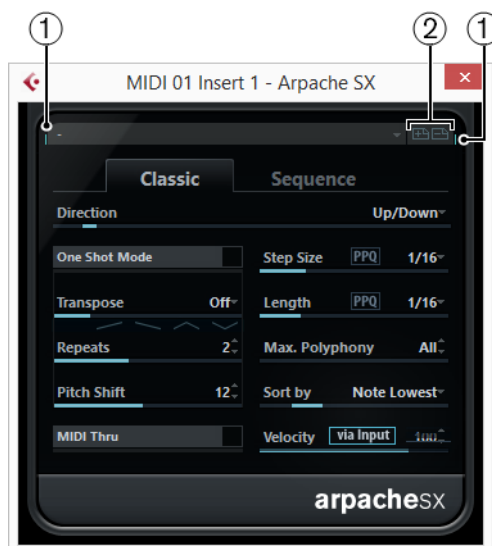 1 2 1
MIDI 01 Insert 1 - Arpache SX
-
Classic Sequence
Direction Up/Down
One Shot Mode Step Size PPQ 1/16
Transpose Off Length PPQ 1/16
Repeats 2 Max. Polyphony All
Pitch Shift 12 Sort by Note Lowest
MIDI Thru Velocity via Input 100
arpacheSX